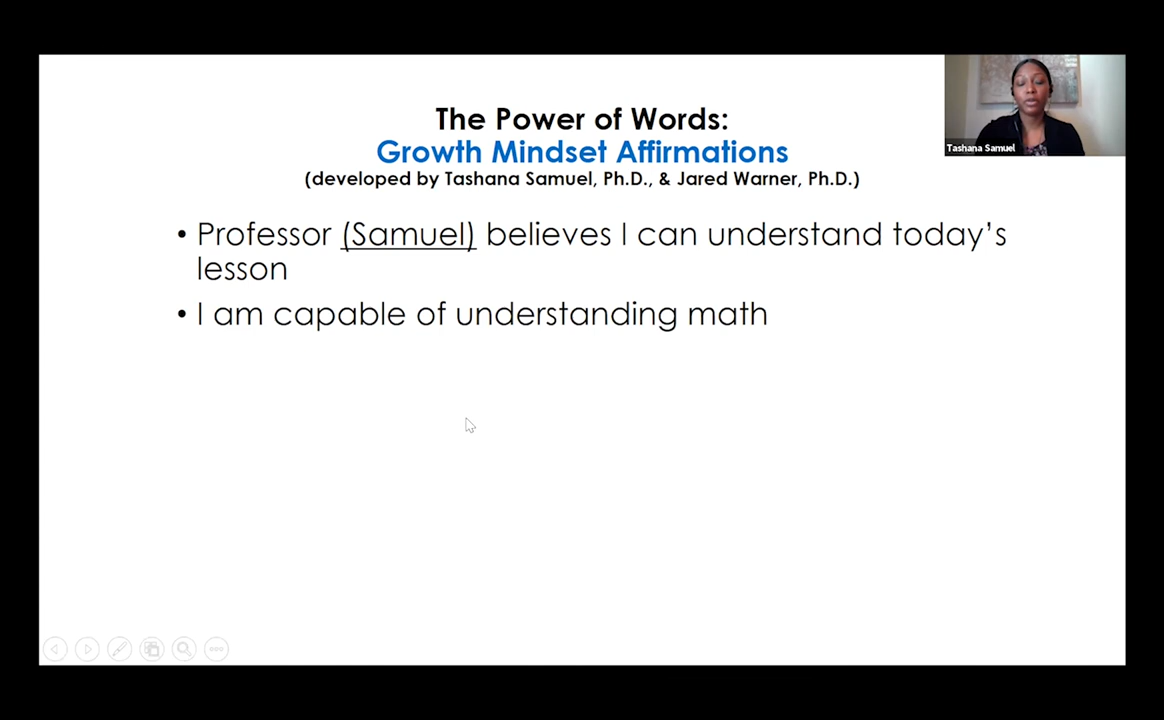 The Power of Words:
Growth Mindset Affirmations
(developed by Tashana Samuel, Ph.D., & Jared Warner, Ph.D.)
• Professor (Samuel) believes I can understand today’s
lesson
• I am capable of understanding math
Tashana Samuel